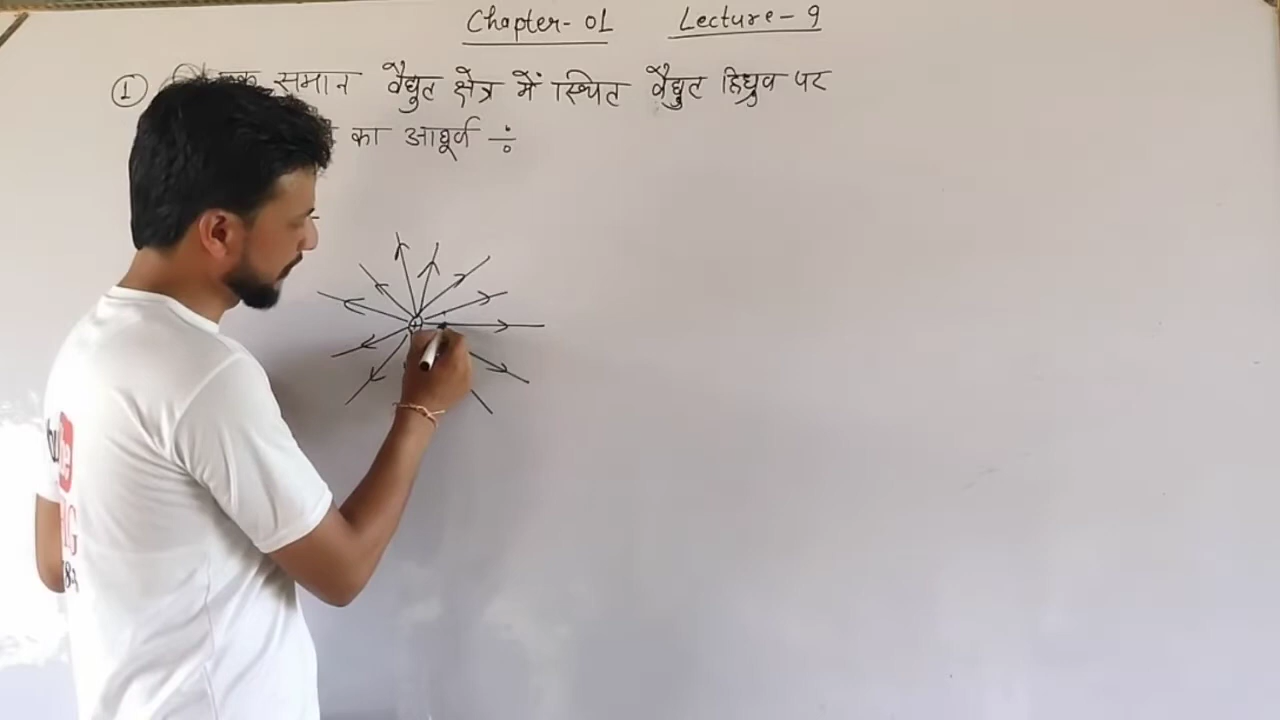 Chapter-01 Lecture-9
① एक समान वैद्युत क्षेत्र में स्थित वैद्युत द्विध्रुव पर
का आघूर्ण ÷
+